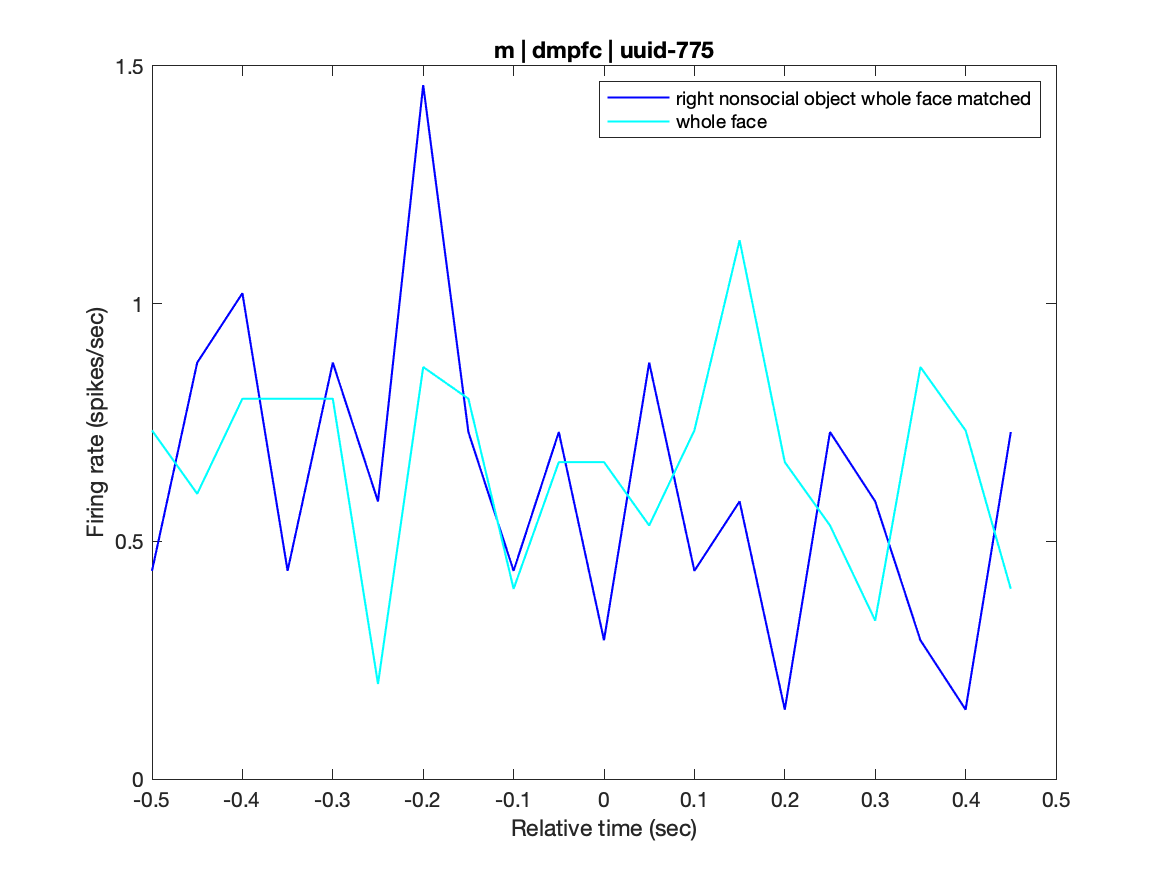 m | dmpfc | uuid-775
right nonsocial object whole face matched
whole face
Firing rate (spikes/sec)
1.5
1
0.5
0
-0.5 -0.4 -0.3 -0.2 -0.1 0 0.1 0.2 0.3 0.4 0.5
Relative time (sec)